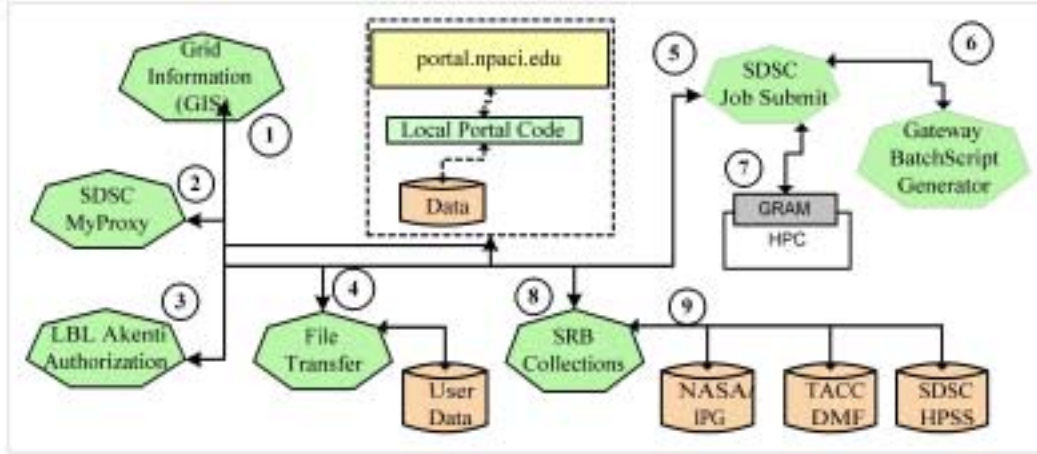 Grid
Information
(GIS)
1
2
SDSC
MyProxy
3
LBL Akenti
Authorization
portal.npaci.edu
Local Portal Code
Data
4
File
Transfer
User
Data
5
SDSC
Job Submit
6
Gateway
BatchScript
Generator
7
GRAM
HPC
8
SRB
Collections
9
NASA/
IPG
TACC
DMF
SDSC
HPSS